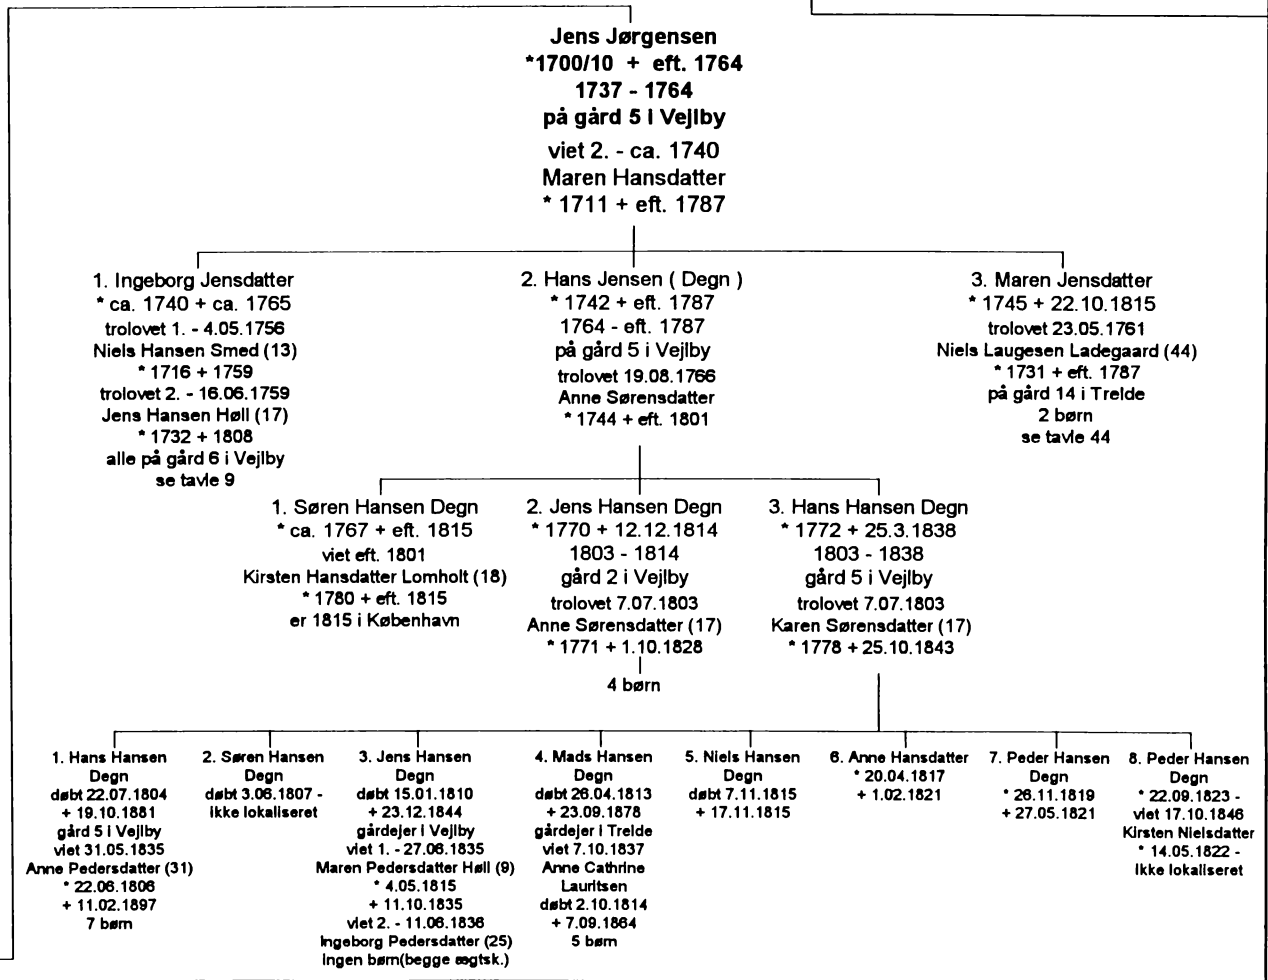 Jens Jørgensen
*1700/10 + eft. 1764
1737 - 1764
på gård 5 i Vejlby
viet 2. - ca. 1740
Maren Hansdatter
* 1711 + eft. 1787
1. Ingeborg Jensdatter
* ca. 1740 + ca. 1765
trolovet 1. - 4.05.1756
Niels Hansen Smed (13)
* 1716 + 1759
trolovet 2. - 16.06.1759
Jens Hansen Høll (17)
* 1732 + 1808
alle på gård 6 i Vejlby
se tavle 9
2. Hans Jensen ( Degn )
* 1742 + eft. 1787
1764 - eft. 1787
på gård 5 i Vejlby
trolovet 19.08.1766
Anne Sørensdatter
* 1744 + eft. 1801
3. Maren Jensdatter
* 1745 + 22.10.1815
trolovet 23.05.1761
Niels Laugesen Ladegaard (44)
* 1731 + eft. 1787
på gård 14 i Trelde
2 børn
se tavle 44
1. Søren Hansen Degn
* ca. 1767 + eft. 1815
viet eft. 1801
Kirsten Hansdatter Lomholt (18)
* 1780 + eft. 1815
er 1815 i København
2. Jens Hansen Degn
* 1770 + 12.12.1814
1803 - 1814
gård 2 i Vejlby
trolovet 7.07.1803
Anne Sørensdatter (17)
* 1771 + 1.10.1828
4 børn
3. Hans Hansen Degn
* 1772 + 25.3.1838
1803 - 1838
gård 5 i Vejlby
trolovet 7.07.1803
Karen Sørensdatter (17)
* 1778 + 25.10.1843
1. Hans Hansen
Degn
døbt 22.07.1804
+ 19.10.1881
gård 5 i Vejlby
viet 31.05.1835
Anne Pedersdatter (31)
* 22.06.1806
+ 11.02.1897
7 børn
2. Søren Hansen
Degn
døbt 3.06.1807 -
ikke lokaliseret
3. Jens Hansen
Degn
døbt 15.01.1810
+ 23.12.1844
gårdejer i Vejlby
viet 1. - 27.06.1835
Maren Pedersdatter Høll (9)
* 4.05.1815
+ 11.10.1835
viet 2. - 11.06.1836
Ingeborg Pedersdatter (25)
Ingen børn(begge ægtsk.)
4. Mads Hansen
Degn
døbt 26.04.1813
+ 23.09.1878
gårdejer i Trelde
viet 7.10.1837
Anne Cathrine
Lauritsen
døbt 2.10.1814
+ 7.09.1864
5 børn
5. Niels Hansen
Degn
døbt 7.11.1815
+ 17.11.1815
6. Anne Hansdatter
* 20.04.1817
+ 1.02.1821
7. Peder Hansen
Degn
* 26.11.1819
+ 27.05.1821
8. Peder Hansen
Degn
* 22.09.1823 -
viet 17.10.1846
Kirsten Nielsdatter
* 14.05.1822 -
ikke lokaliseret